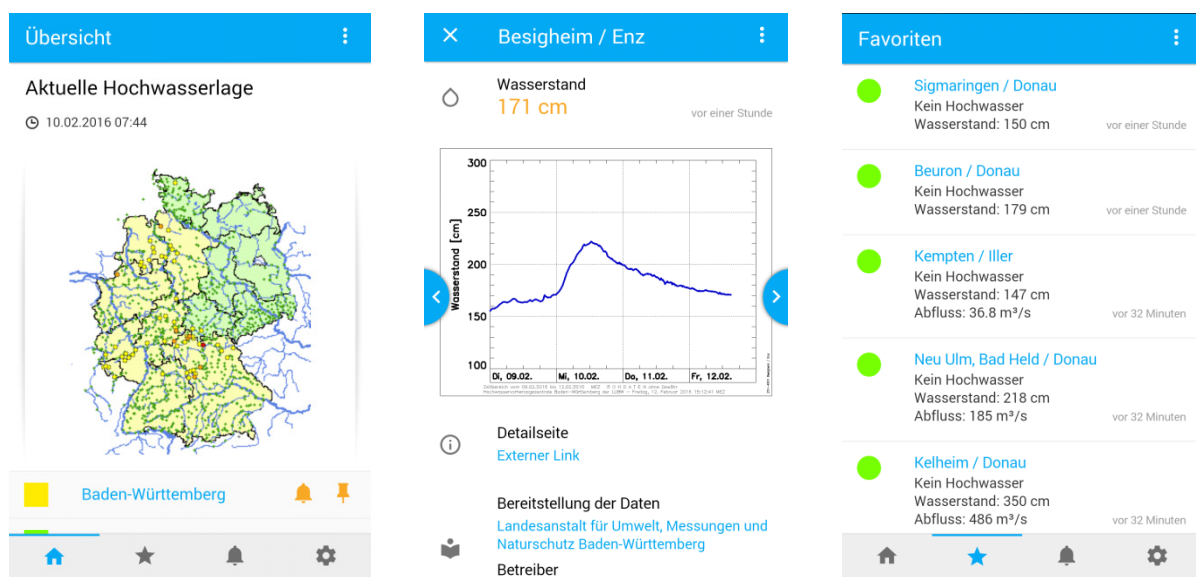 Übersicht
Aktuelle Hochwasserlage
10.02.2016 07:44
Baden-Württemberg
Besigheim / Enz
Wasserstand
171 cm
vor einer Stunde
Wasserstand [cm]
300
250
200
150
100
Di, 09.02.
Mi, 10.02.
Do, 11.02.
Fr, 12.02.
Detailseite
Externer Link
Bereitstellung der Daten
Landesanstalt für Umwelt, Messungen und
Naturschutz Baden-Württemberg
Betreiber
Favoriten
Sigmaringen / Donau
Kein Hochwasser
Wasserstand: 150 cm
vor einer Stunde
Beuron / Donau
Kein Hochwasser
Wasserstand: 179 cm
vor einer Stunde
Kempten / Iller
Kein Hochwasser
Wasserstand: 147 cm
Abfluss: 36.8 m³/s
vor 32 Minuten
Neu Ulm, Bad Held / Donau
Kein Hochwasser
Wasserstand: 218 cm
Abfluss: 185 m³/s
vor 32 Minuten
Kelheim / Donau
Kein Hochwasser
Wasserstand: 350 cm
Abfluss: 486 m³/s
vor 32 Minuten